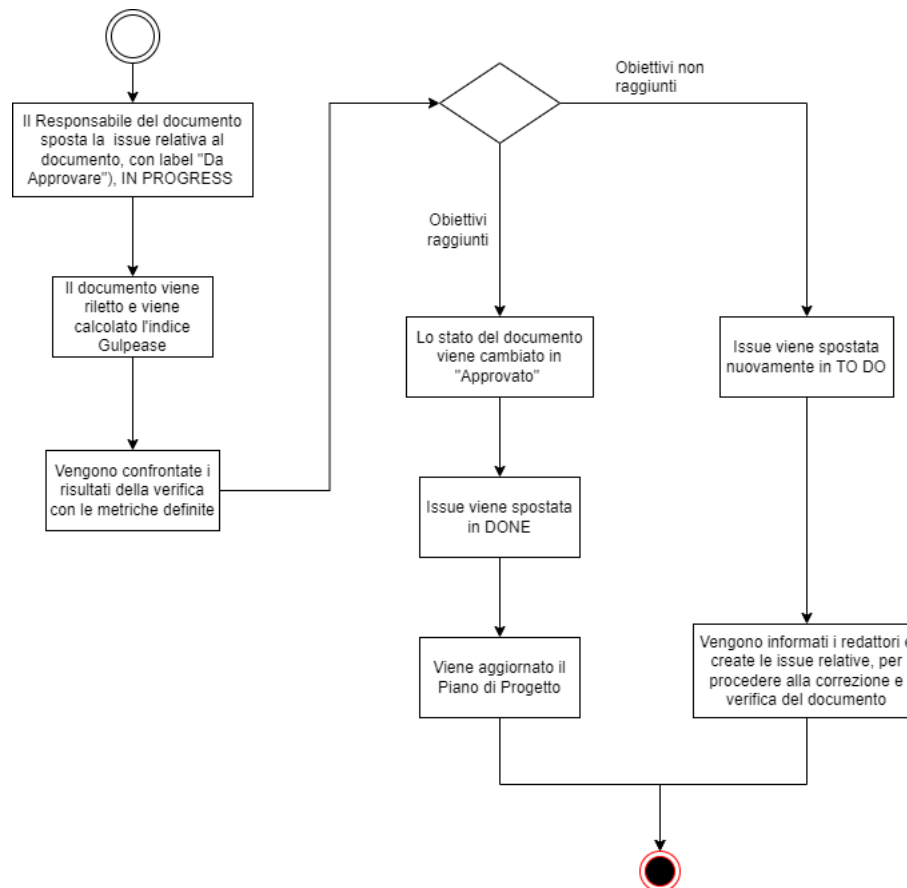 Il Responsabile del documento
sposta la issue relativa al
documento, con label "Da
Approvare"), IN PROGRESS
Il documento viene
riletto e viene
calcolato l'indice
Gulpease
Vengono confrontate i
risultati della verifica
con le metriche definite
Obiettivi non
raggiunti
Obiettivi
raggiunti
Lo stato del documento
viene cambiato in
"Approvato"
Issue viene spostata
in DONE
Viene aggiornato il
Piano di Progetto
Issue viene spostata
nuovamente in TO DO
Vengono informati i redattori e
create le issue relative, per
procedere alla correzione e
verifica del documento